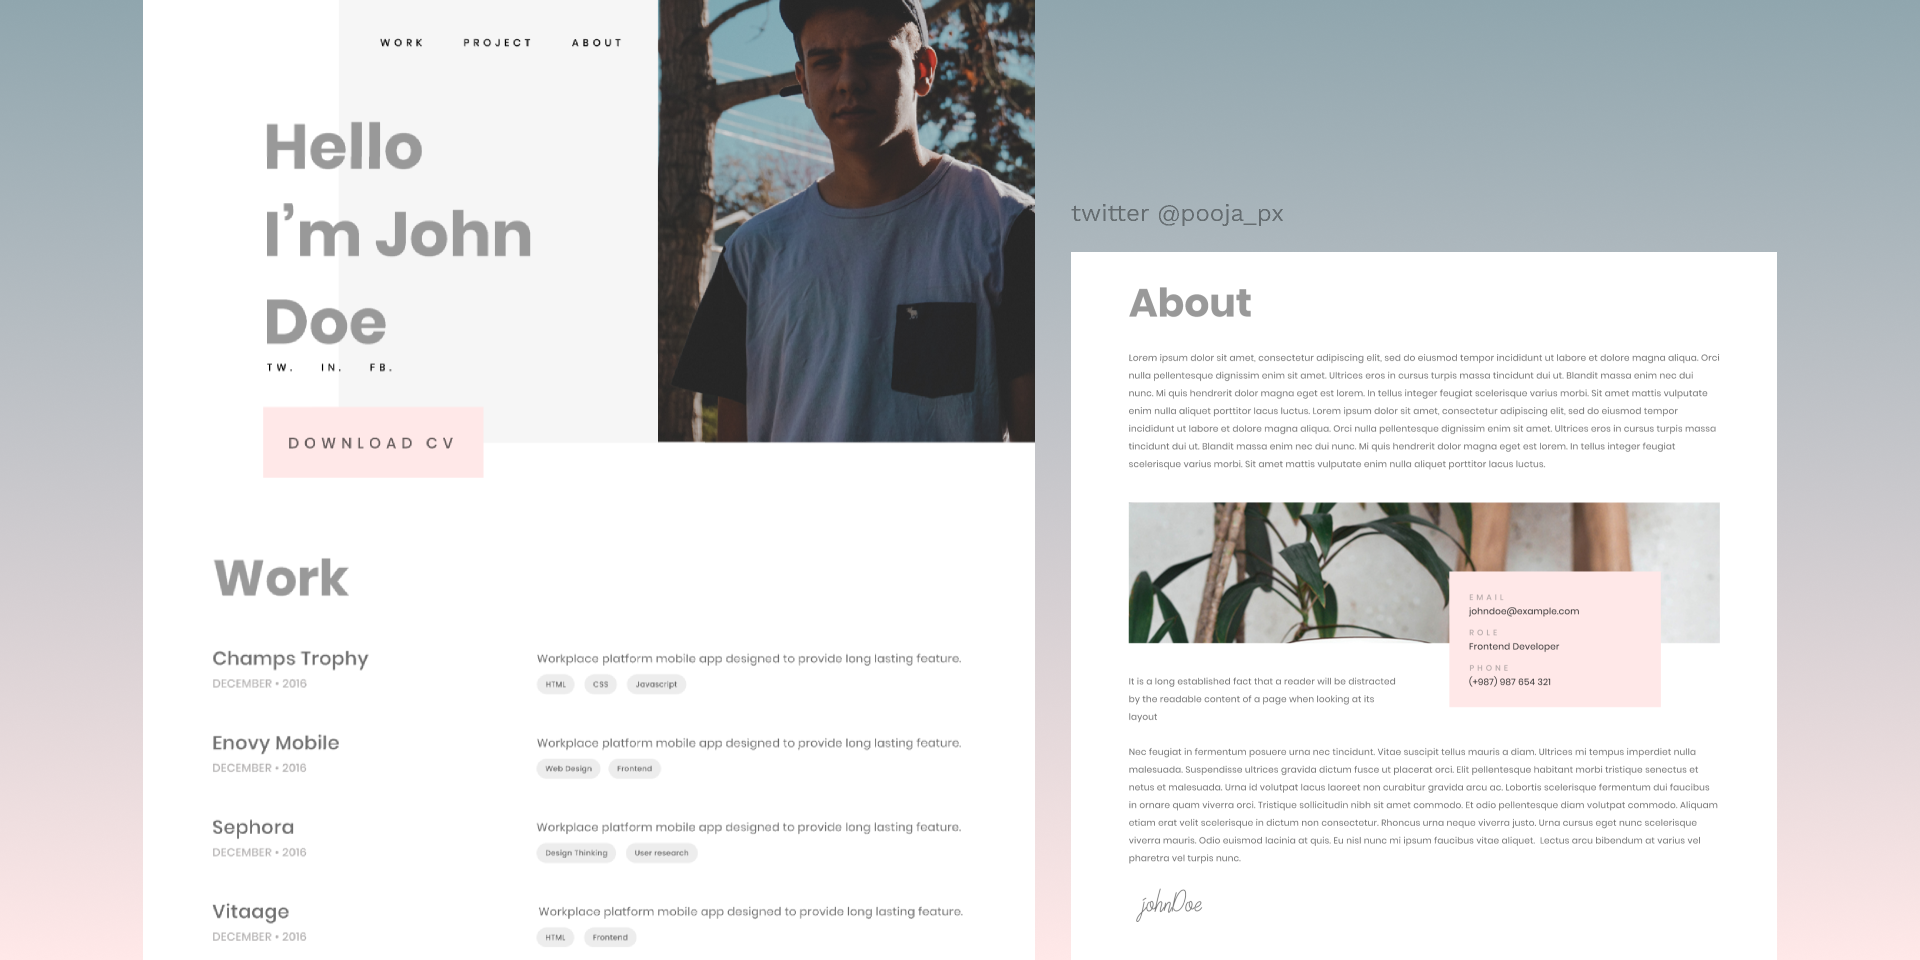 WORK PROJECT ABOUT
Hello
I'm John
Doe
TW. IN. FB.
DOWNLOAD CV
Work
Champs Trophy
DECEMBER • 2016
Workplace platform mobile app designed to provide long lasting feature.
HTML CSS Javascript
Enovy Mobile
DECEMBER • 2016
Workplace platform mobile app designed to provide long lasting feature.
Web Design Frontend
Sephora
DECEMBER • 2016
Workplace platform mobile app designed to provide long lasting feature.
Design Thinking User research
Vitaage
DECEMBER • 2016
Workplace platform mobile app designed to provide long lasting feature.
HTML Frontend
twitter @pooja_px
About
Lorem ipsum dolor sit amet, consectetur adipiscing elit, sed do eiusmod tempor incididunt ut labore et dolore magna aliqua. Orci
nulla pellentesque dignissim enim sit amet. Ultrices eros in cursus turpis massa tincidunt dui ut. Blandit massa enim nec dui
nunc. Mi quis hendrerit dolor magna eget est lorem. In tellus integer feugiat scelerisque varius morbi. Sit amet mattis vulputate
enim nulla aliquet porttitor lacus luctus. Lorem ipsum dolor sit amet, consectetur adipiscing elit, sed do eiusmod tempor
incididunt ut labore et dolore magna aliqua. Orci nulla pellentesque dignissim enim sit amet. Ultrices eros in cursus turpis massa
tincidunt dui ut. Blandit massa enim nec dui nunc. Mi quis hendrerit dolor magna eget est lorem. In tellus integer feugiat
scelerisque varius morbi. Sit amet mattis vulputate enim nulla aliquet porttitor lacus luctus.
EMAIL
johndoe@example.com
ROLE
Frontend Developer
PHONE
(+987) 987 654 321
It is a long established fact that a reader will be distracted
by the readable content of a page when looking at its
layout
Nec feugiat in fermentum posuere urna nec tincidunt. Vitae suscipit tellus mauris a diam. Ultrices mi tempus imperdiet nulla
malesuada. Suspendisse ultrices gravida dictum fusce ut placerat orci. Elit pellentesque habitant morbi tristique senectus et
netus et malesuada. Urna id volutpat lacus laoreet non curabitur gravida arcu ac. Lobortis scelerisque fermentum dui faucibus
in ornare quam viverra orci. Tristique sollicitudin nibh sit amet commodo. Et odio pellentesque diam volutpat commodo. Aliquam
etiam erat velit scelerisque in dictum non consectetur. Rhoncus urna neque viverra justo. Urna cursus eget nunc scelerisque
viverra mauris. Odio euismod lacinia at quis. Eu nisl nunc mi ipsum faucibus vitae aliquet. Lectus arcu bibendum at varius vel
pharetra vel turpis nunc.
johnDoe